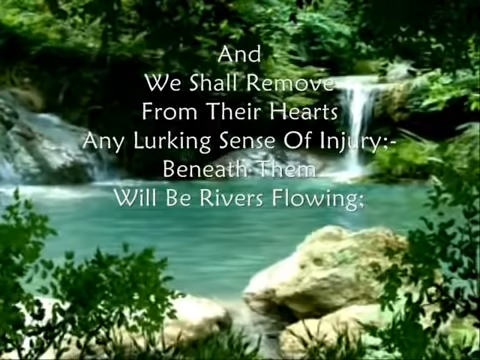 And
We Shall Remove
From Their Hearts
Any Lurking Sense Of Injury;-
Beneath Them
Will Be Rivers Flowing;